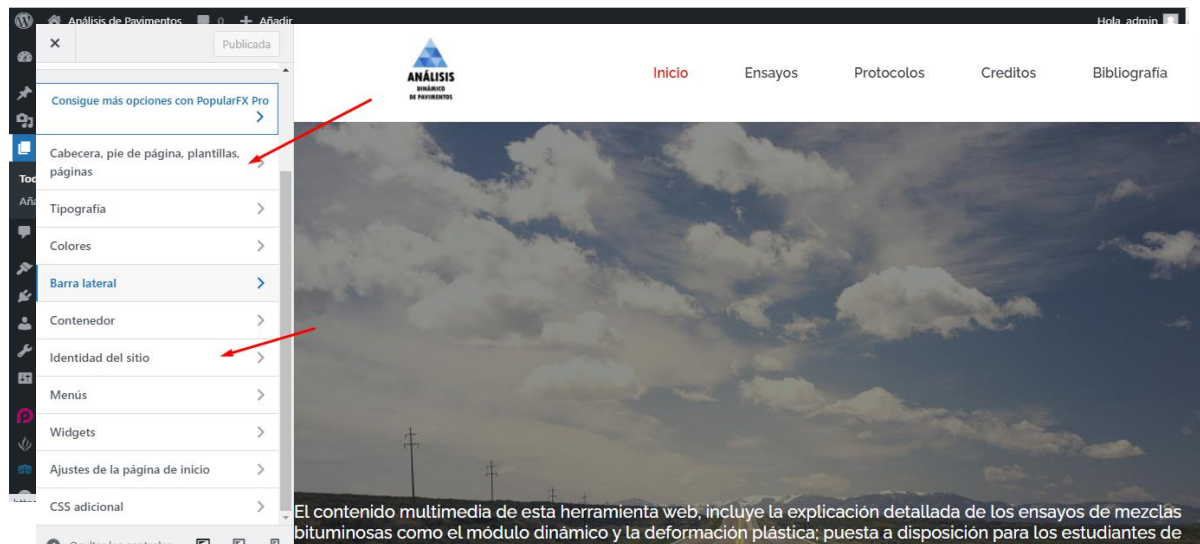 Análisis de Pavimentos 0 + Añadir
Hola admin
× Publicada
Consigue más opciones con PopularFX Pro
Cabecera, pie de página, plantillas,
páginas
Tipografía
Colores
Barra lateral
Contenedor
Identidad del sitio
Menús
Widgets
Ajustes de la página de inicio
CSS adicional
Tod
Aña
ANÁLISIS
DINÁMICO
DE PAVIMENTOS
Inicio Ensayos Protocolos Creditos Bibliografía
El contenido multimedia de esta herramienta web, incluye la explicación detallada de los ensayos de mezclas
bituminosas como el módulo dinámico y la deformación plástica; puesta a disposición para los estudiantes de